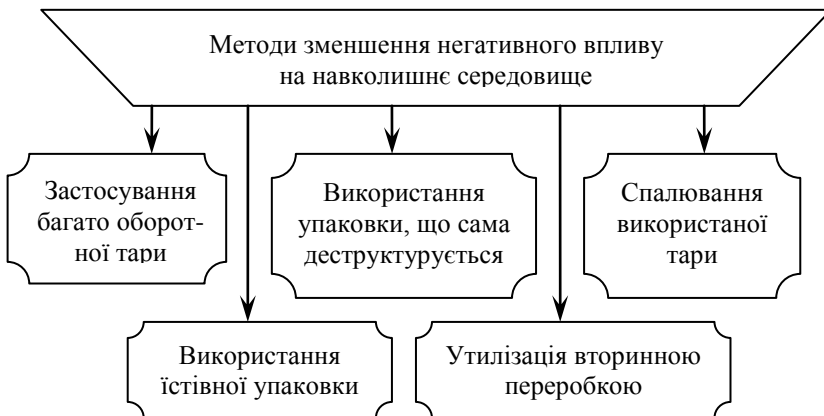 Методи зменшення негативного впливу
на навколишнє середовище
Застосування
багато оборот-
ної тари
Використання
упаковки, що сама
деструктурується
Спалювання
використаної
тари
Використання
їстівної упаковки
Утилізація вторинною
переробкою